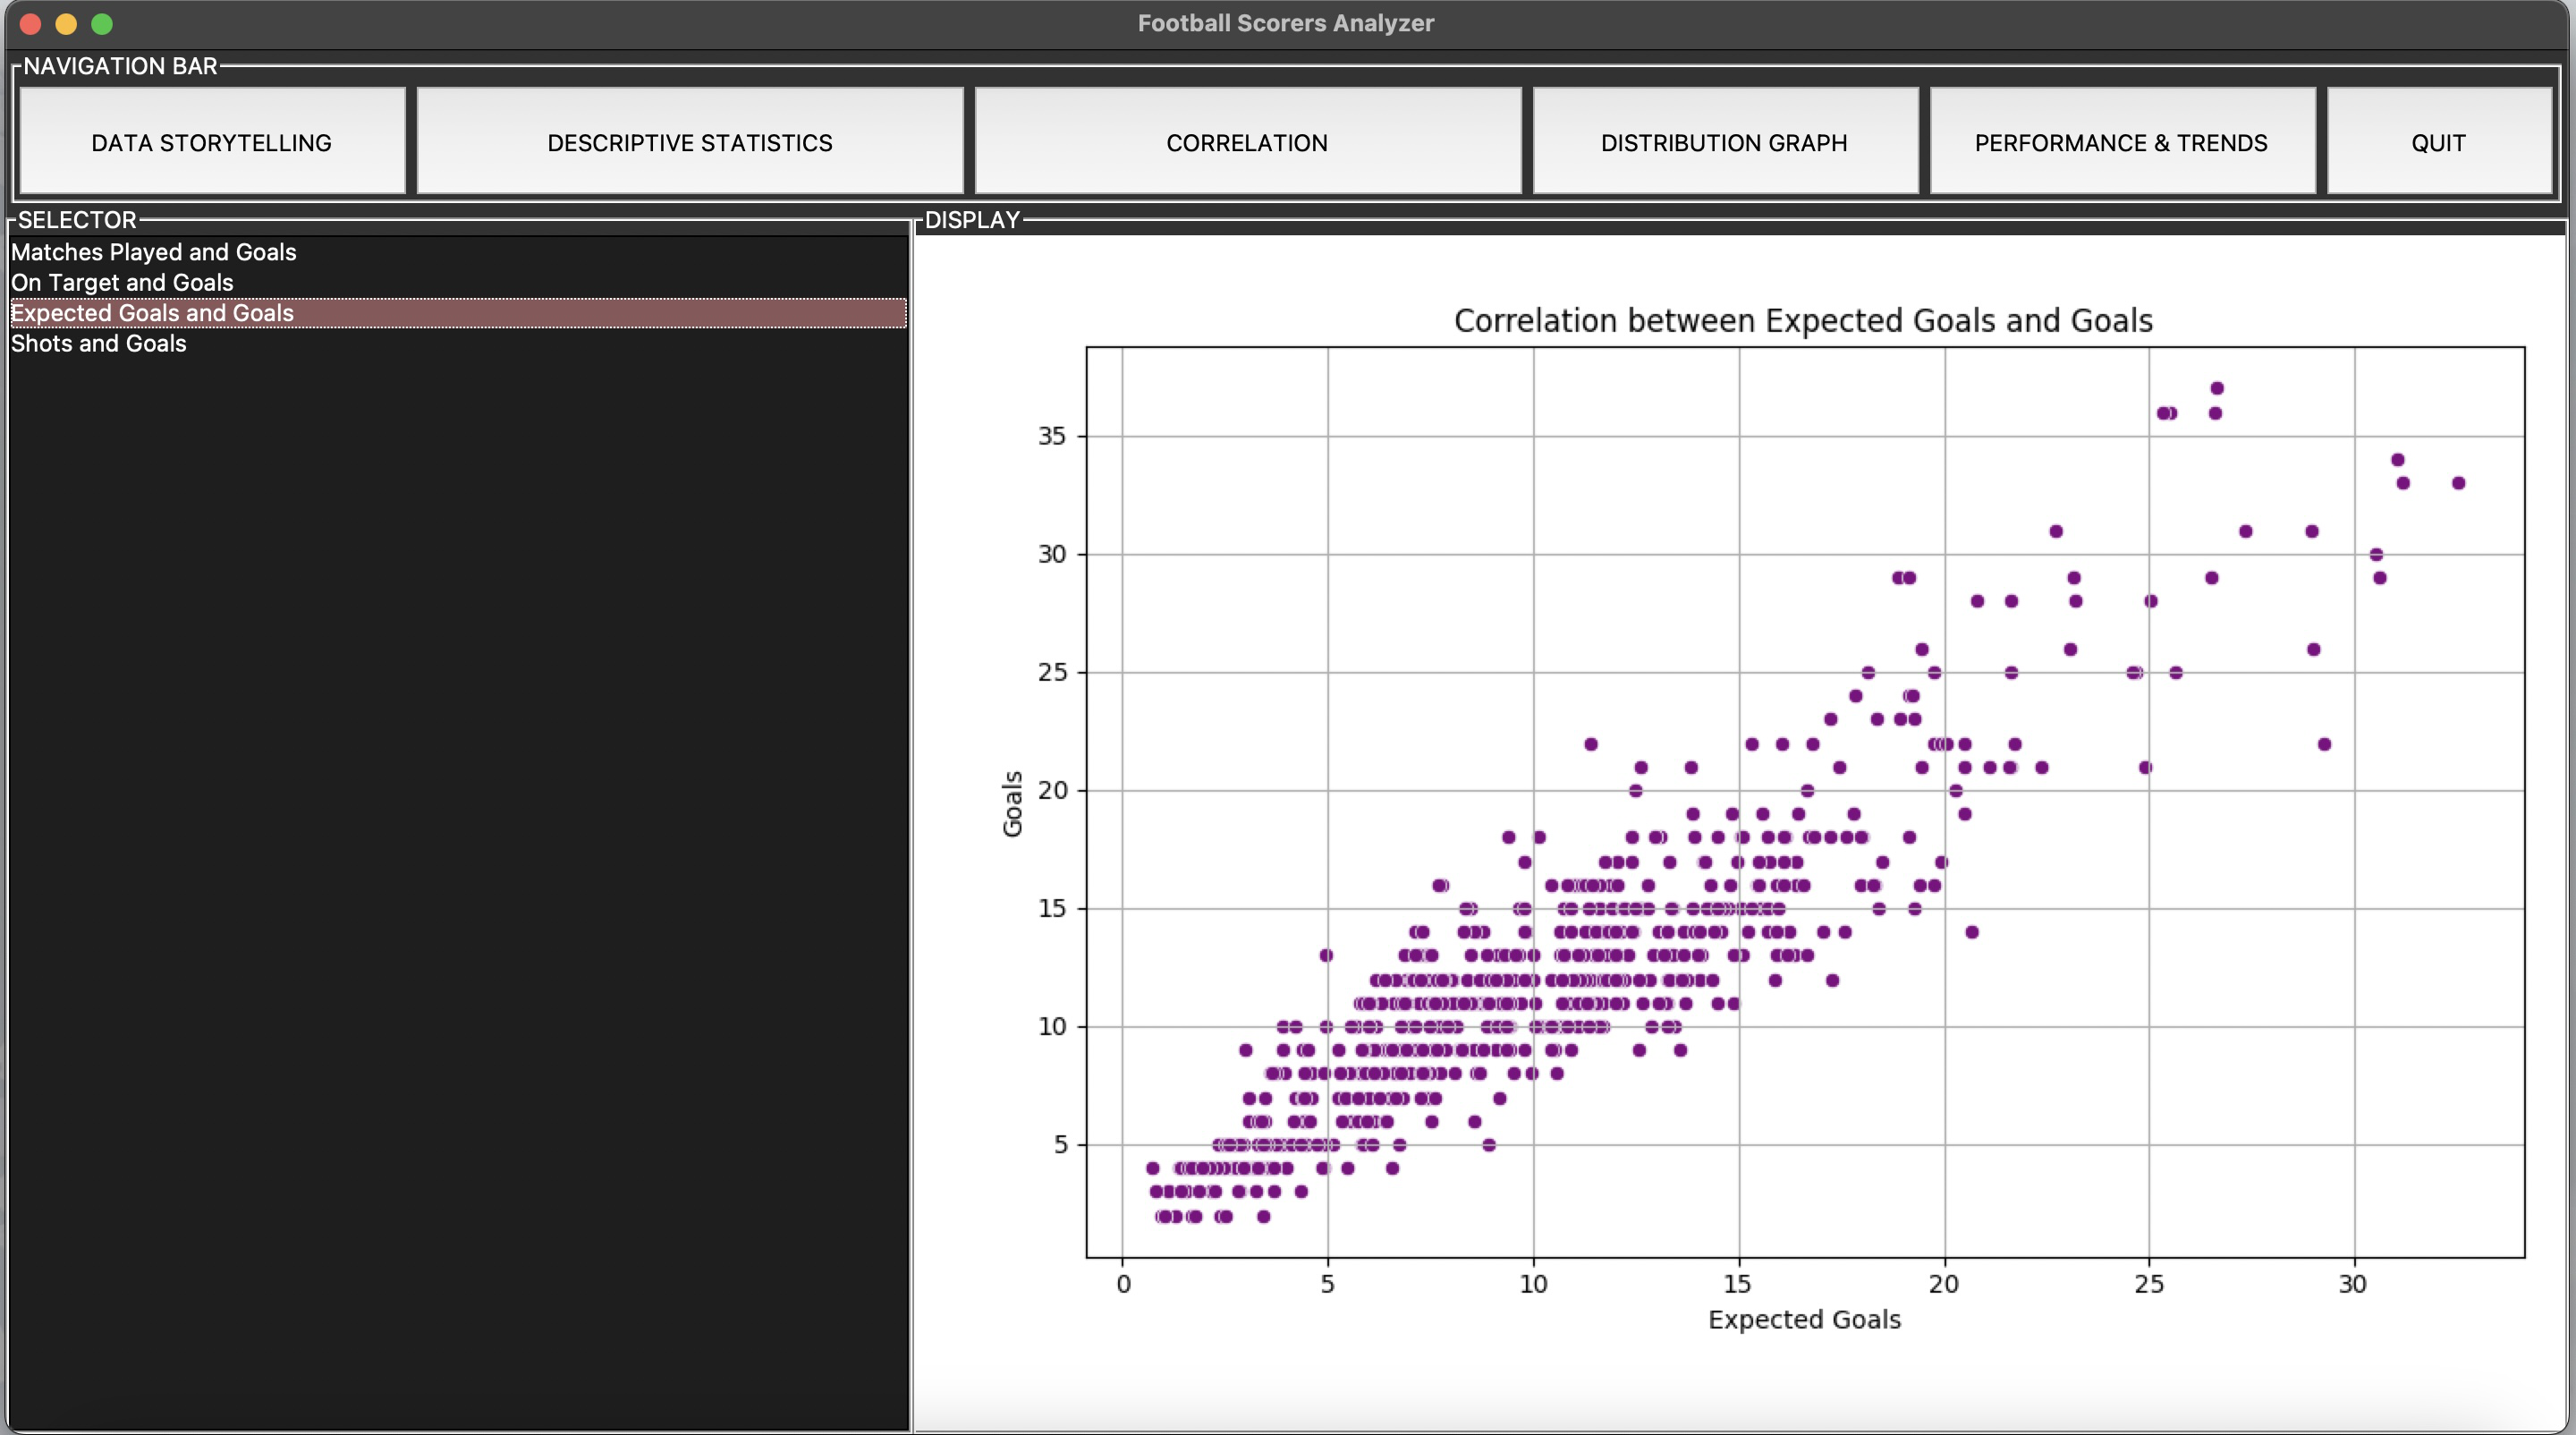 Football Scorers Analyzer
NAVIGATION BAR
DATA STORYTELLING
DESCRIPTIVE STATISTICS
CORRELATION
DISTRIBUTION GRAPH
PERFORMANCE & TRENDS
QUIT
SELECTOR
Matches Played and Goals
On Target and Goals
Expected Goals and Goals
Shots and Goals
DISPLAY
Correlation between Expected Goals and Goals
Goals
35
30
25
20
15
10
5
0 5 10 15 20 25 30
Expected Goals